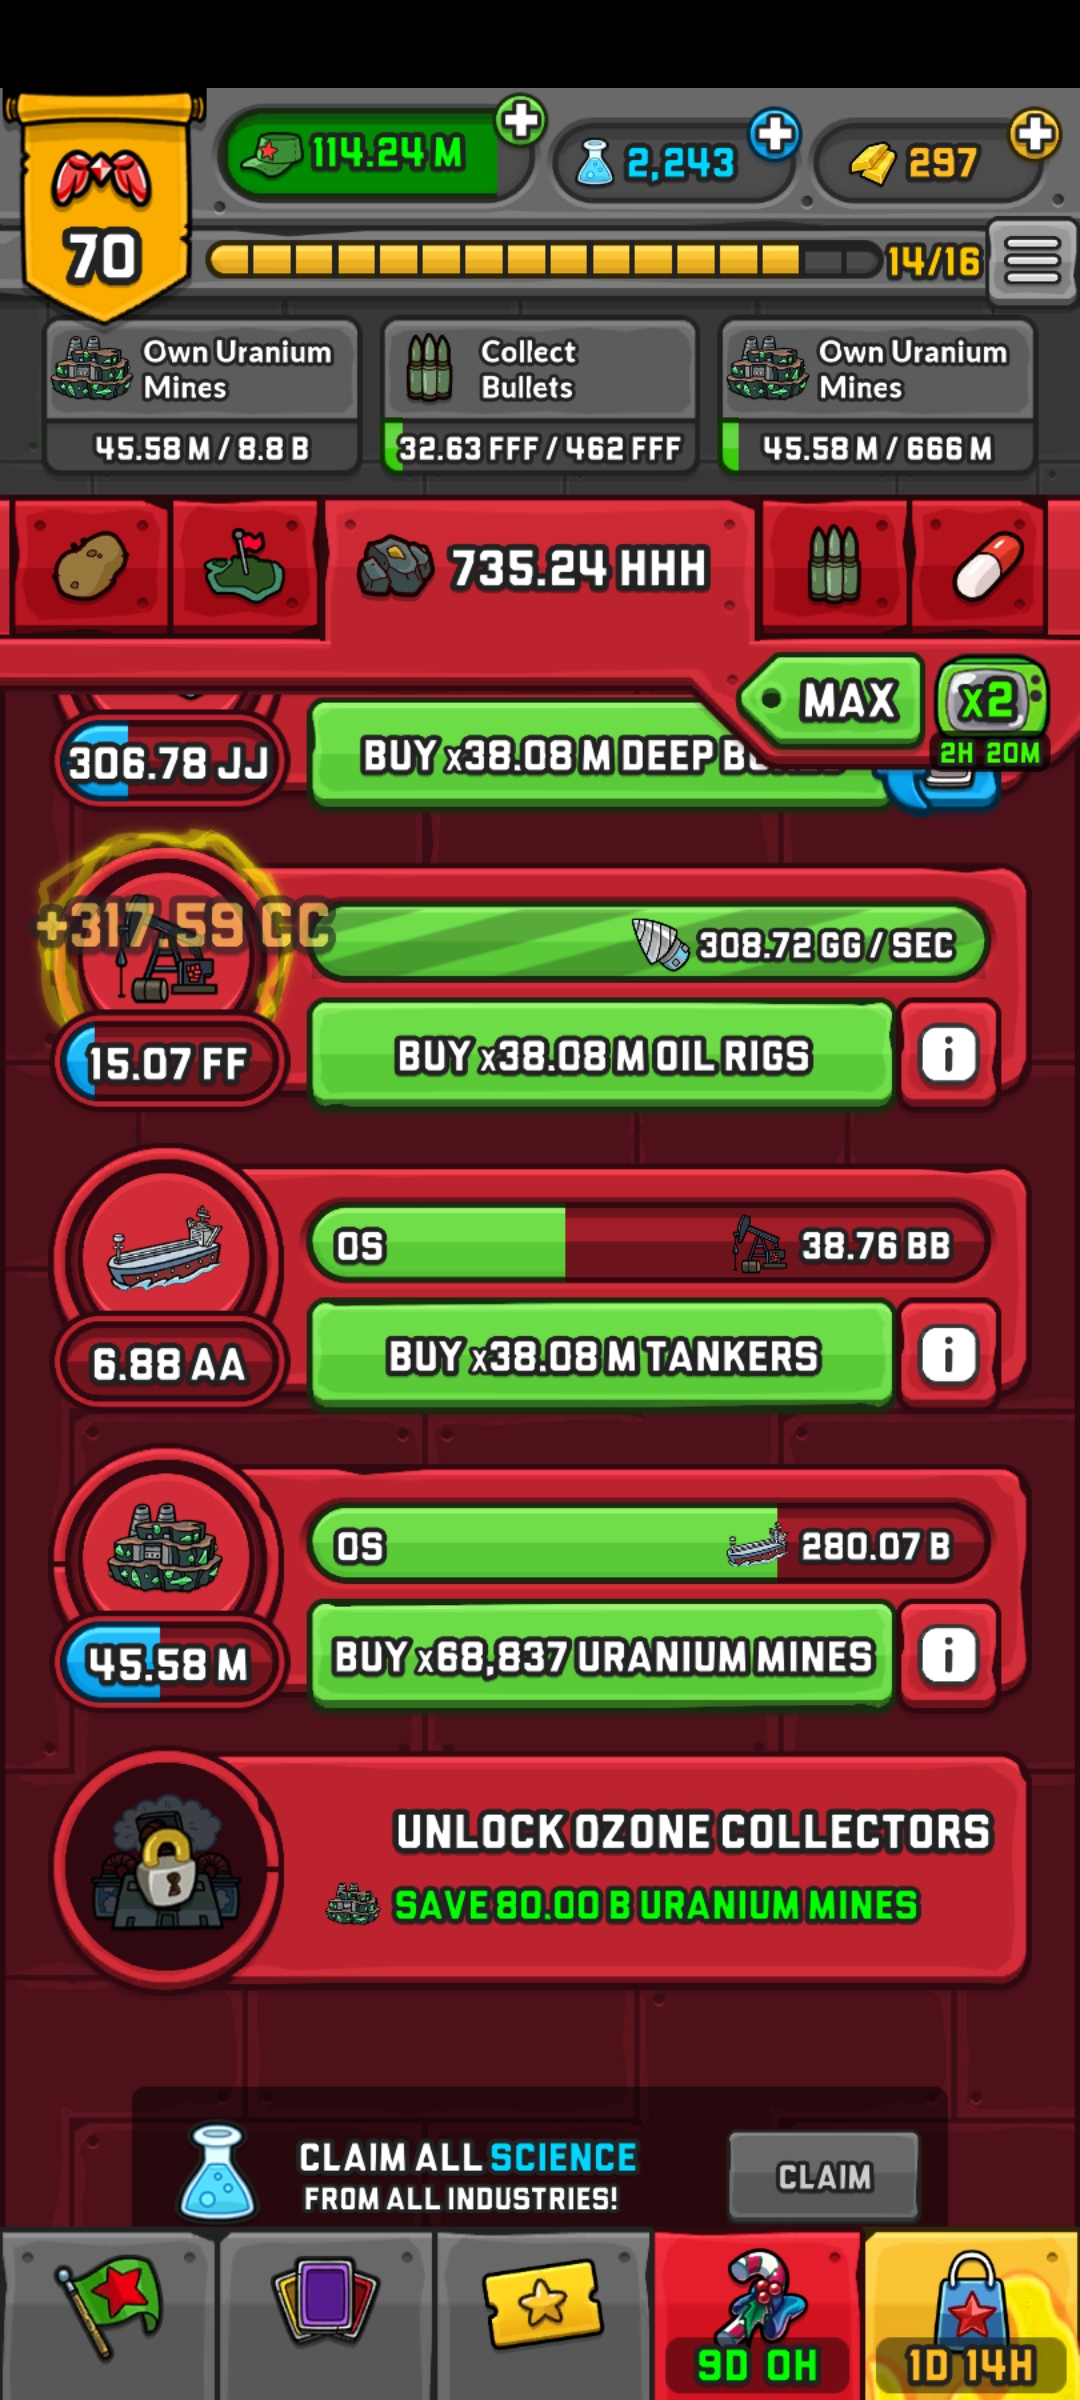 114.24 M
2,243
297
70
14/16
Own Uranium
Mines
45.58 M / 8.8 B
Collect
Bullets
32.63 FFF / 462 FFF
Own Uranium
Mines
45.58 M / 666 M
735.24 HHH
MAX
x2
2H 20M
306.78 JJ
BUY x38.08 M DEEP
+317.59 CC
308.72 GG / SEC
15.07 FF
BUY x38.08 M OIL RIGS
i
0S
38.76 BB
6.88 AA
BUY x38.08 M TANKERS
i
0S
280.07 B
45.58 M
BUY x68,837 URANIUM MINES
i
UNLOCK OZONE COLLECTORS
SAVE 80.00 B URANIUM MINES
CLAIM ALL SCIENCE
FROM ALL INDUSTRIES!
CLAIM
9D 0H
1D 14H